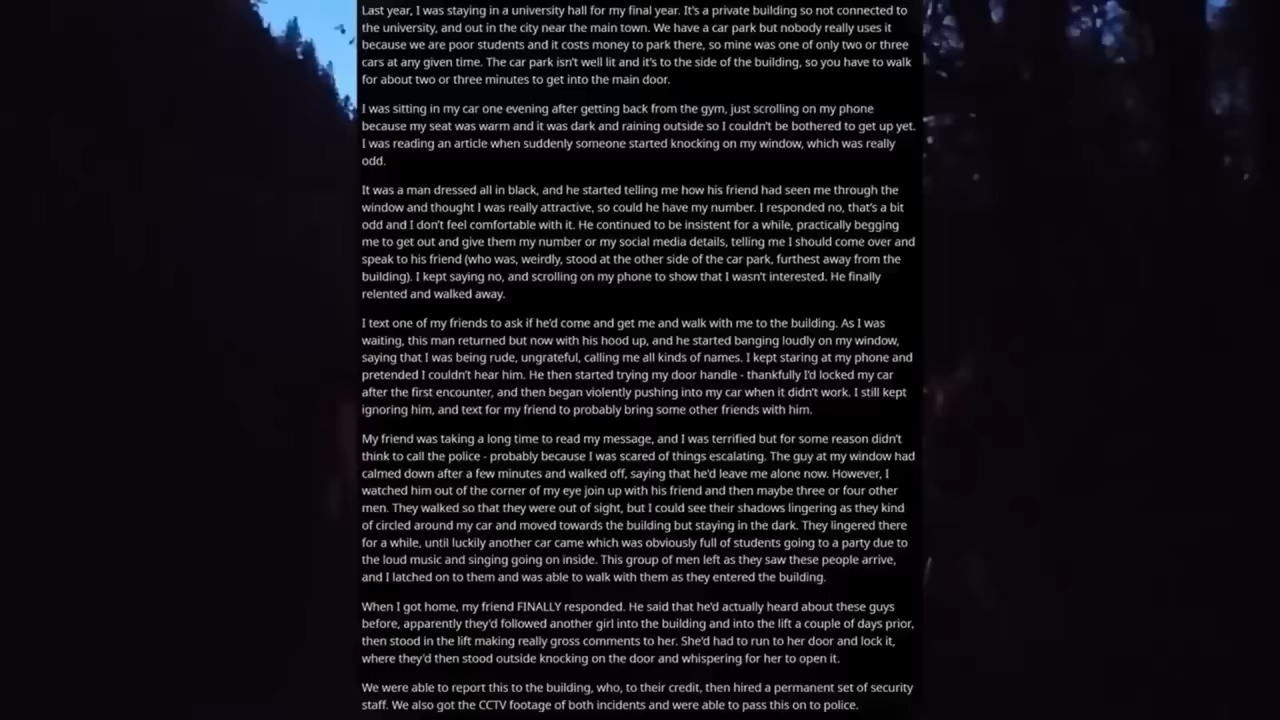 Last year, I was staying in a university hall for my final year. It's a private building so not connected to
the university, and out in the city near the main town. We have a car park but nobody really uses it
because we are poor students and it costs money to park there, so mine was one of only two or three
cars at any given time. The car park isn't well lit and it's to the side of the building, so you have to walk
for about two or three minutes to get into the main door.
I was sitting in my car one evening after getting back from the gym, just scrolling on my phone
because my seat was warm and it was dark and raining outside so I couldn't be bothered to get up yet.
I was reading an article when suddenly someone started knocking on my window, which was really
odd.
It was a man dressed all in black, and he started telling me how his friend had seen me through the
window and thought I was really attractive, so could he have my number. I responded no, that's a bit
odd and I don't feel comfortable with it. He continued to be insistent for a while, practically begging
me to get out and give them my number or my social media details, telling me I should come over and
speak to his friend (who was, weirdly, stood at the other side of the car park, furthest away from the
building). I kept saying no, and scrolling on my phone to show that I wasn't interested. He finally
relented and walked away.
I text one of my friends to ask if he'd come and get me and walk with me to the building. As I was
waiting, this man returned but now with his hood up, and he started banging loudly on my window,
saying that I was being rude, ungrateful, calling me all kinds of names. I kept staring at my phone and
pretended I couldn't hear him. He then started trying my door handle - thankfully I'd locked my car
after the first encounter, and then began violently pushing into my car when it didn't work. I still kept
ignoring him, and text for my friend to probably bring some other friends with him.
My friend was taking a long time to read my message, and I was terrified but for some reason didn't
think to call the police - probably because I was scared of things escalating. The guy at my window had
calmed down after a few minutes and walked off, saying that he'd leave me alone now. However, I
watched him out of the corner of my eye join up with his friend and then maybe three or four other
men. They walked so that they were out of sight, but I could see their shadows lingering as they kind
of circled around my car and moved towards the building but staying in the dark. They lingered there
for a while, until luckily another car came which was obviously full of students going to a party due to
the loud music and singing going on inside. This group of men left as they saw these people arrive,
and I latched on to them and was able to walk with them as they entered the building.
When I got home, my friend FINALLY responded. He said that he'd actually heard about these guys
before, apparently they'd followed another girl into the building and into the lift a couple of days prior,
then stood in the lift making really gross comments to her. She'd had to run to her door and lock it,
where they'd then stood outside knocking on the door and whispering for her to open it.
We were able to report this to the building, who, to their credit, then hired a permanent set of security
staff. We also got the CCTV footage of both incidents and were able to pass this on to police.